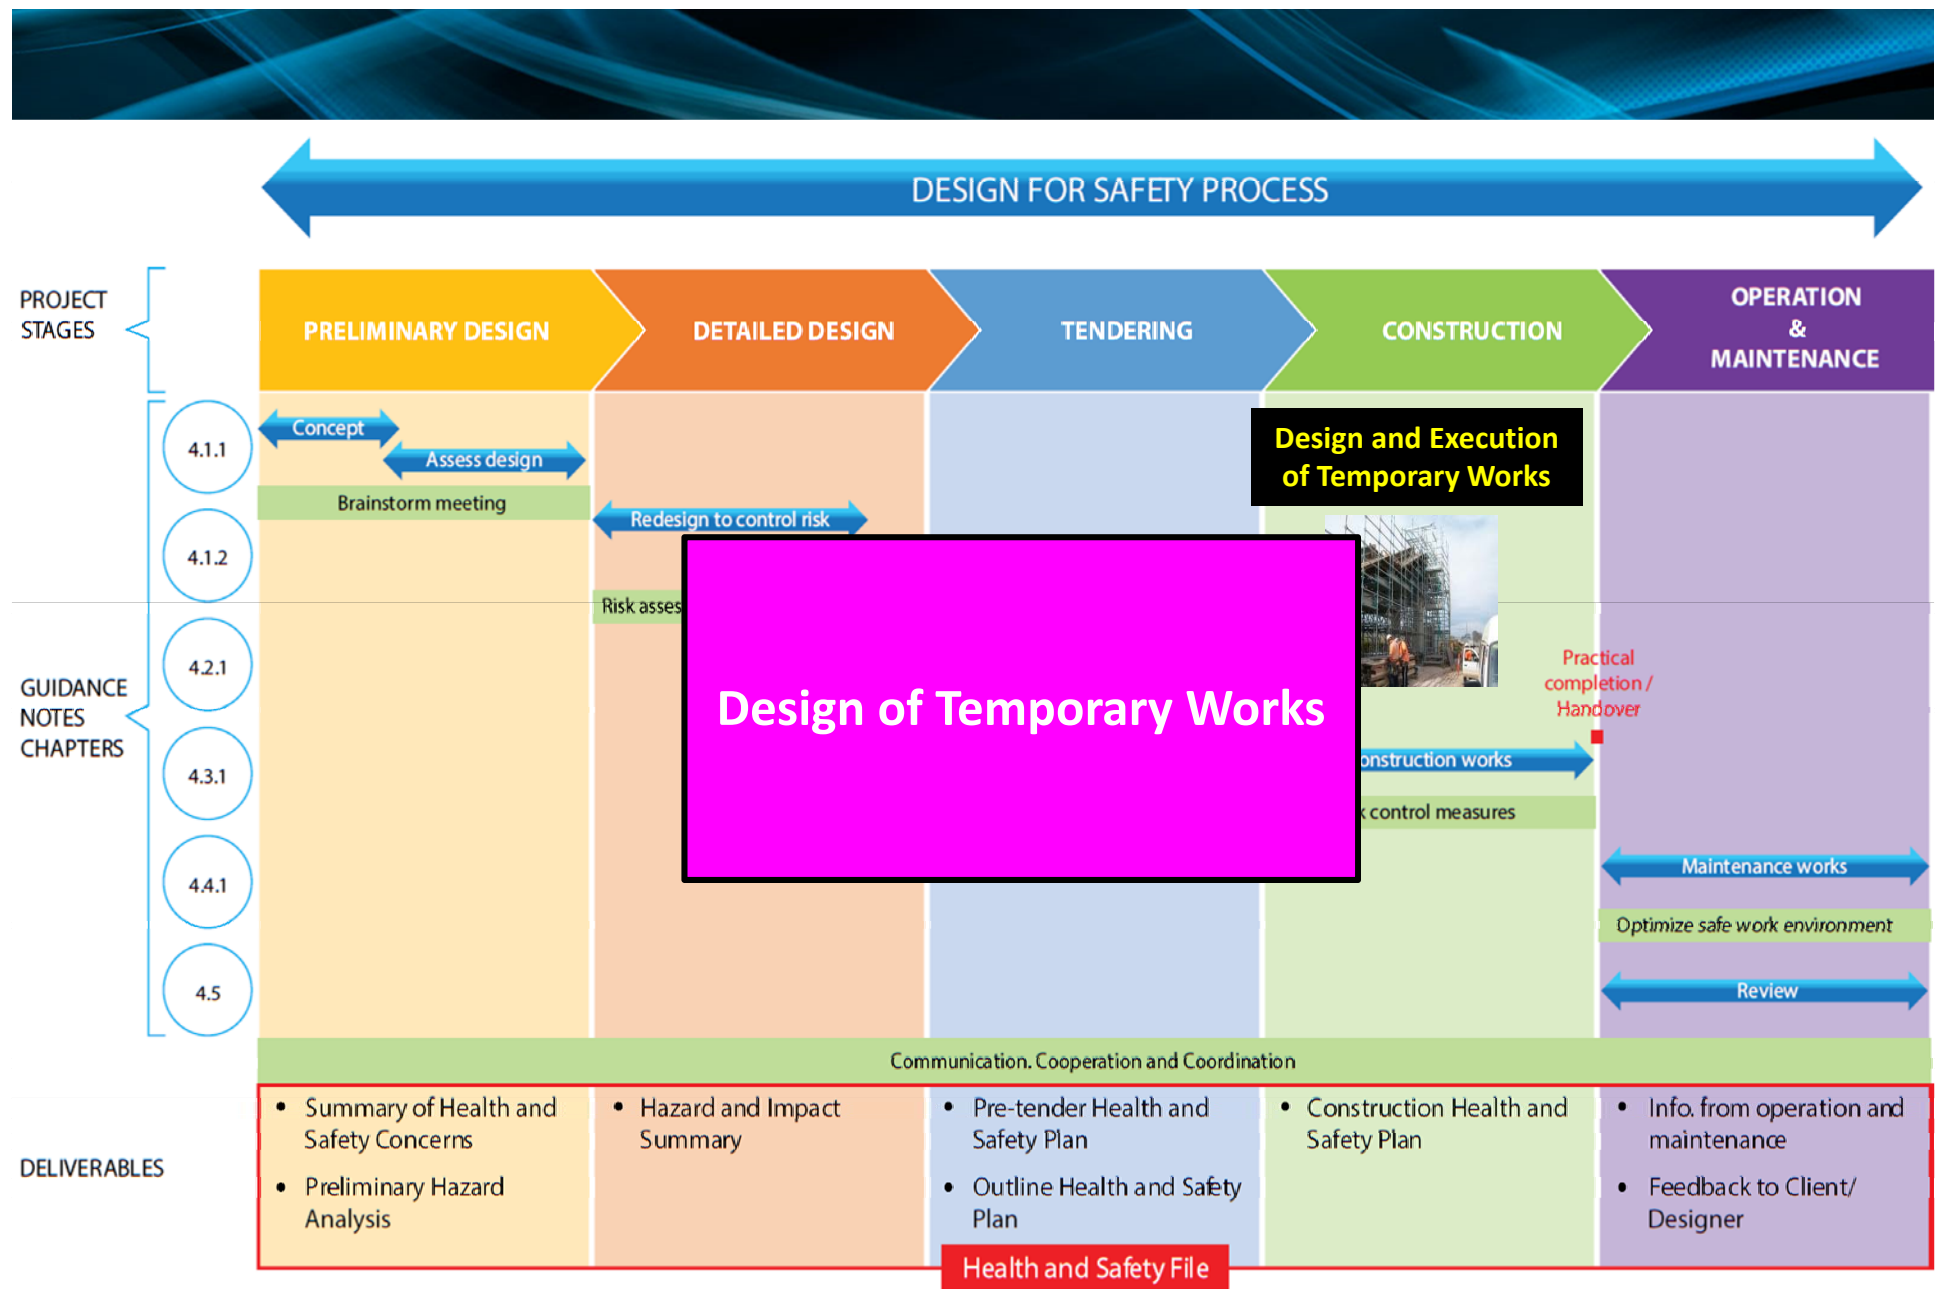 DESIGN FOR SAFETY PROCESS
PROJECT
STAGES
PRELIMINARY DESIGN
DETAILED DESIGN
TENDERING
CONSTRUCTION
OPERATION
&
MAINTENANCE
GUIDANCE
NOTES
CHAPTERS
4.1.1
4.1.2
4.2.1
4.3.1
4.4.1
4.5
Concept
Assess design
Brainstorm meeting
Redesign to control risk
Risk asses
Design and Execution
of Temporary Works
Design of Temporary Works
Practical
completion /
Handover
onstruction works
control measures
Maintenance works
Optimize safe work environment
Review
Communication. Cooperation and Coordination
DELIVERABLES
• Summary of Health and
Safety Concerns
• Preliminary Hazard
Analysis
• Hazard and Impact
Summary
• Pre-tender Health and
Safety Plan
• Outline Health and Safety
Plan
• Construction Health and
Safety Plan
• Info. from operation and
maintenance
• Feedback to Client/
Designer
Health and Safety File